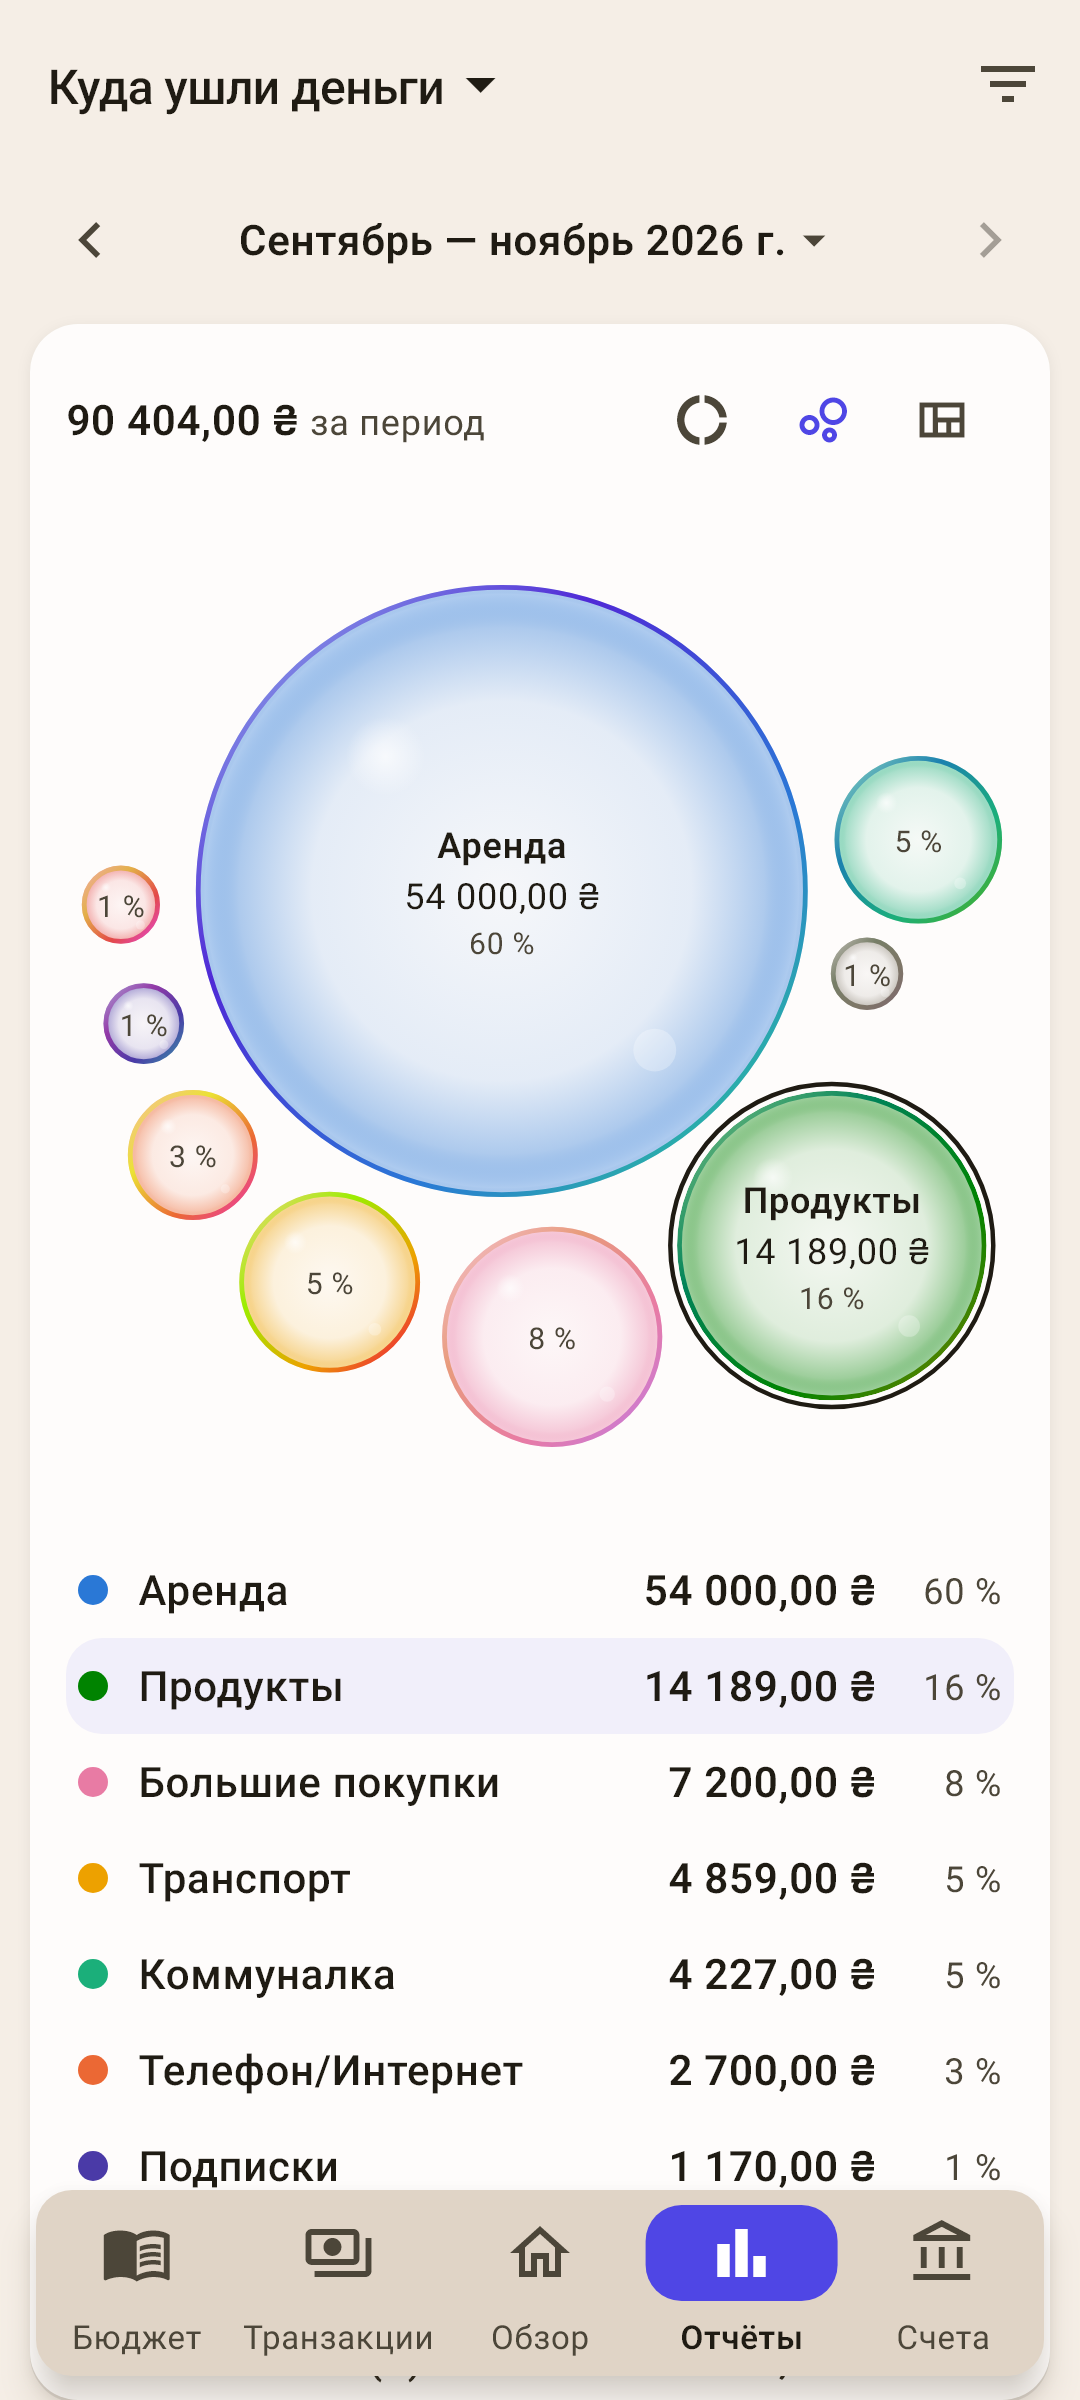 Куда ушли деньги
Сентябрь — ноябрь 2026 г.
90 404,00 ₴ за период
Аренда
54 000,00 ₴
60 %
5 %
1 %
1 %
1 %
3 %
5 %
8 %
Продукты
14 189,00 ₴
16 %
Аренда 54 000,00 ₴ 60 %
Продукты 14 189,00 ₴ 16 %
Большие покупки 7 200,00 ₴ 8 %
Транспорт 4 859,00 ₴ 5 %
Коммуналка 4 227,00 ₴ 5 %
Телефон/Интернет 2 700,00 ₴ 3 %
Подписки 1 170,00 ₴ 1 %
Бюджет Транзакции Обзор Отчёты Счета